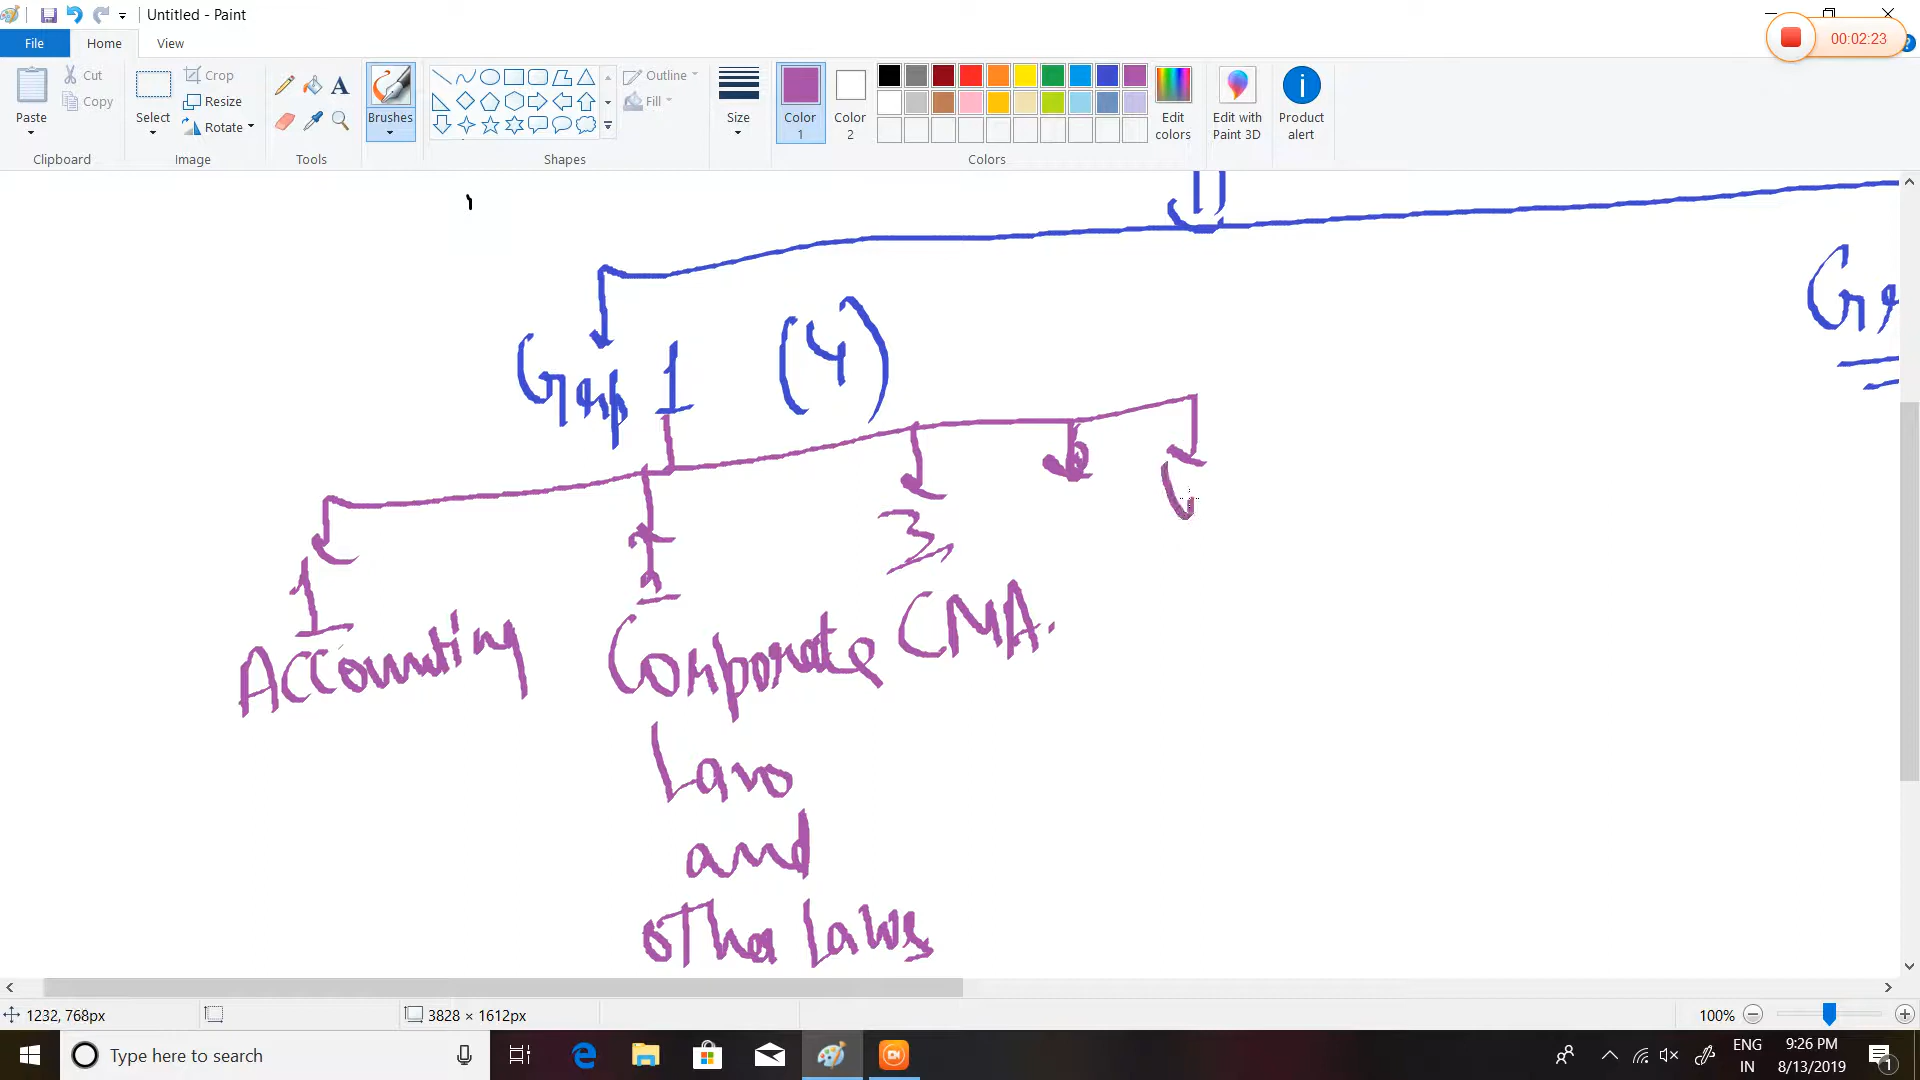 Untitled - Paint
00:02:23
File
Home
View
Paste
Cut
Copy
Clipboard
Select
Crop
Resize
Rotate
Image
Tools
Brushes
Outline
Fill
Shapes
Size
Color
1
Color
2
Edit
colors
Colors
Edit with
Paint 3D
Product
alert
Group 1 (4)
1
2
3
Accounting
Corporate
Law
and
other Laws
CMA.
1232, 768px
3828 × 1612px
100%
Type here to search
ENG
IN
9:26 PM
8/13/2019
1